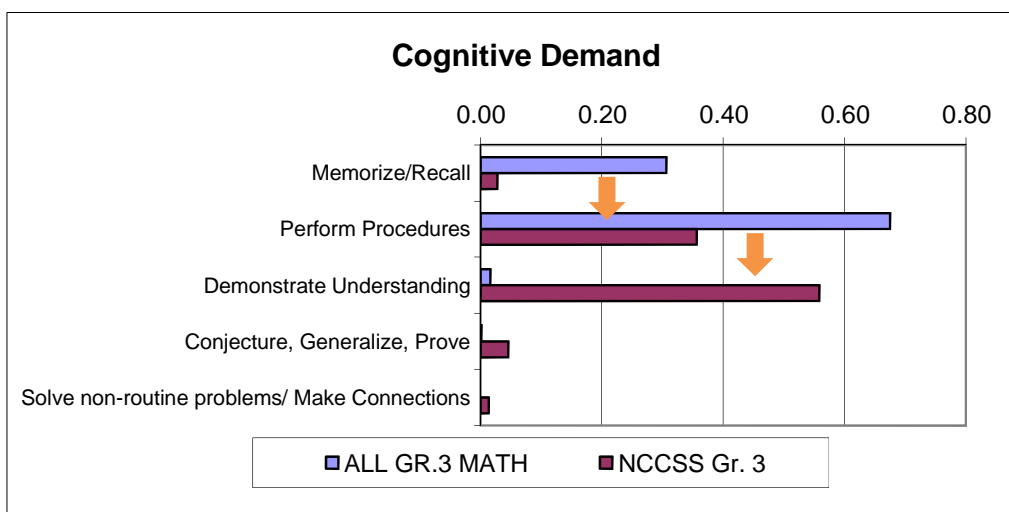 Cognitive Demand
0.00 0.20 0.40 0.60 0.80
Memorize/Recall
Perform Procedures
Demonstrate Understanding
Conjecture, Generalize, Prove
Solve non-routine problems/ Make Connections
ALL GR.3 MATH NCCSS Gr. 3